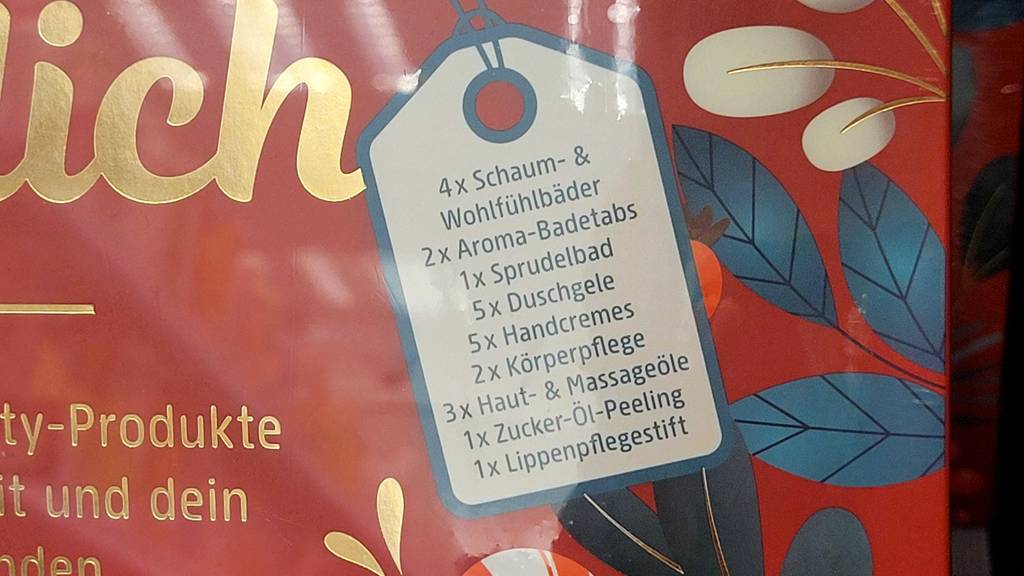 lich
4x Schaum- &
Wohlfühlbäder
2x Aroma-Badetabs
1x Sprudelbad
5x Duschgele
5x Handcremes
2x Körperpflege
3x Haut- & Massageöle
1x Zucker-Öl-Peeling
1x Lippenpflegestift
ty-Produkte
it und dein
nden